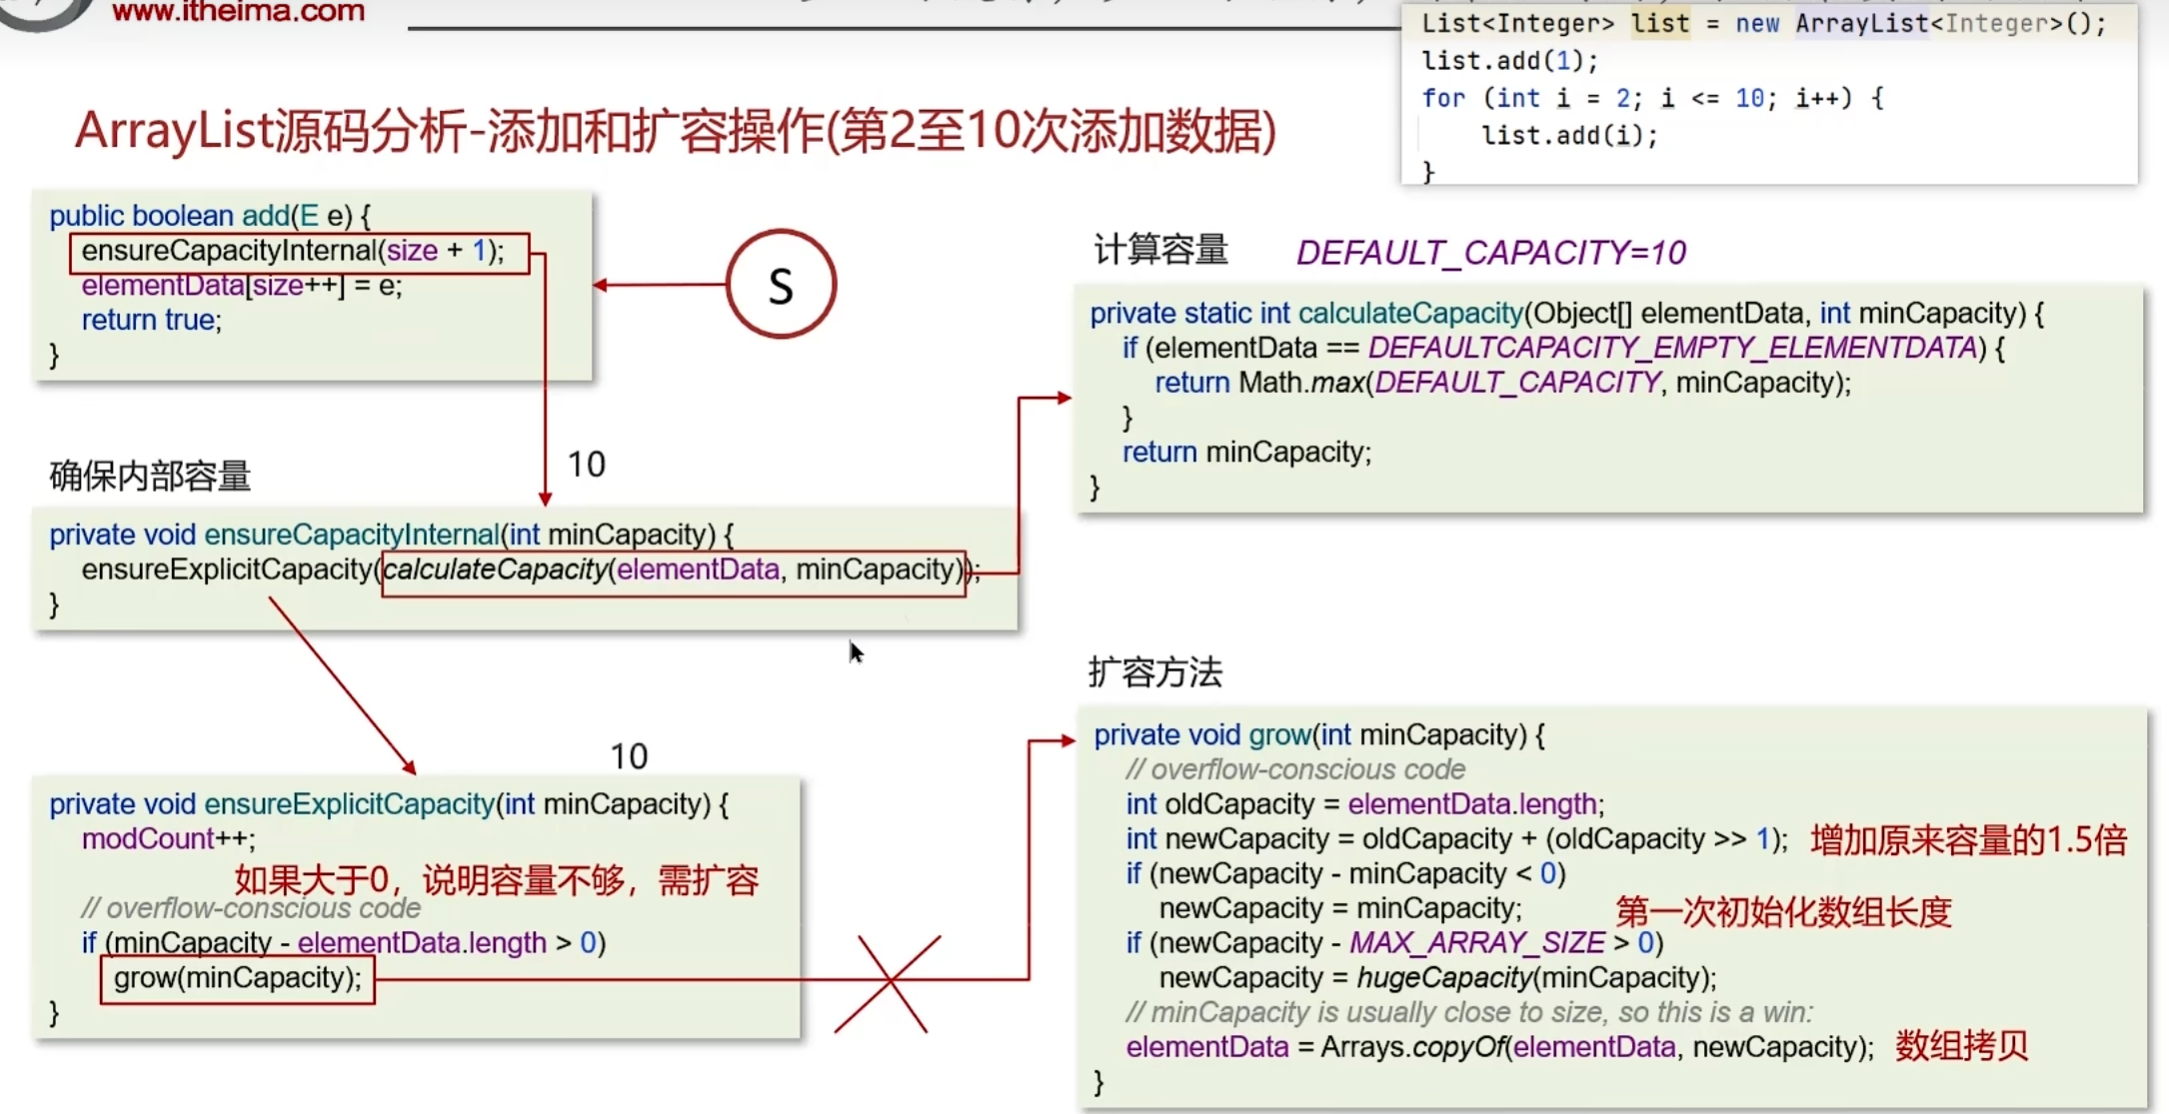 www.itheima.com
List<Integer> list = new ArrayList<Integer>();
list.add(1);
for (int i = 2; i <= 10; i++) {
    list.add(i);
}
ArrayList源码分析-添加和扩容操作(第2至10次添加数据)
public boolean add(E e) {
    ensureCapacityInternal(size + 1);
    elementData[size++] = e;
    return true;
}
S
计算容量
DEFAULT_CAPACITY=10
private static int calculateCapacity(Object[] elementData, int minCapacity) {
    if (elementData == DEFAULTCAPACITY_EMPTY_ELEMENTDATA) {
        return Math.max(DEFAULT_CAPACITY, minCapacity);
    }
    return minCapacity;
}
确保内部容量
10
private void ensureCapacityInternal(int minCapacity) {
    ensureExplicitCapacity(calculateCapacity(elementData, minCapacity));
}
10
private void ensureExplicitCapacity(int minCapacity) {
    modCount++;
如果大于0，说明容量不够，需扩容
    // overflow-conscious code
    if (minCapacity - elementData.length > 0)
        grow(minCapacity);
}
扩容方法
private void grow(int minCapacity) {
    // overflow-conscious code
    int oldCapacity = elementData.length;
    int newCapacity = oldCapacity + (oldCapacity >> 1); 增加原来容量的1.5倍
    if (newCapacity - minCapacity < 0)
        newCapacity = minCapacity; 第一次初始化数组长度
    if (newCapacity - MAX_ARRAY_SIZE > 0)
        newCapacity = hugeCapacity(minCapacity);
    // minCapacity is usually close to size, so this is a win:
    elementData = Arrays.copyOf(elementData, newCapacity); 数组拷贝
}